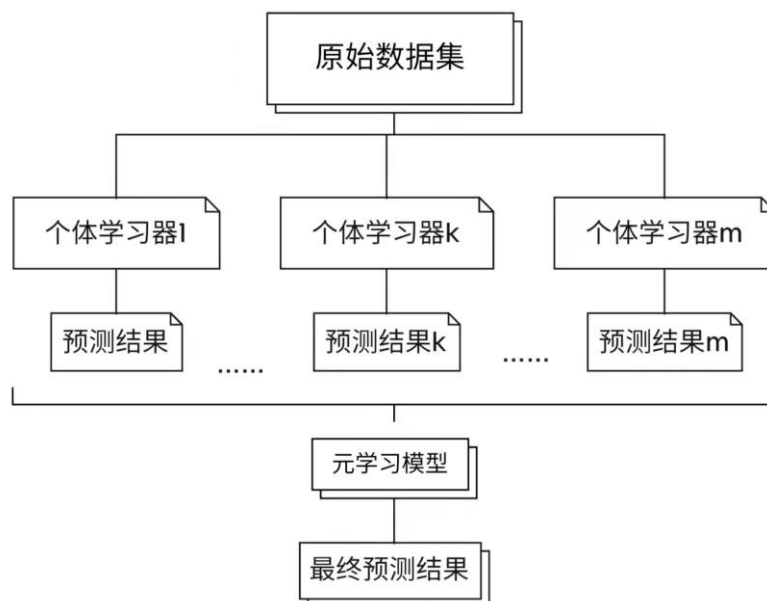 原始数据集
个体学习器1
个体学习器k
个体学习器m
预测结果
……
预测结果k
……
预测结果m
元学习模型
最终预测结果